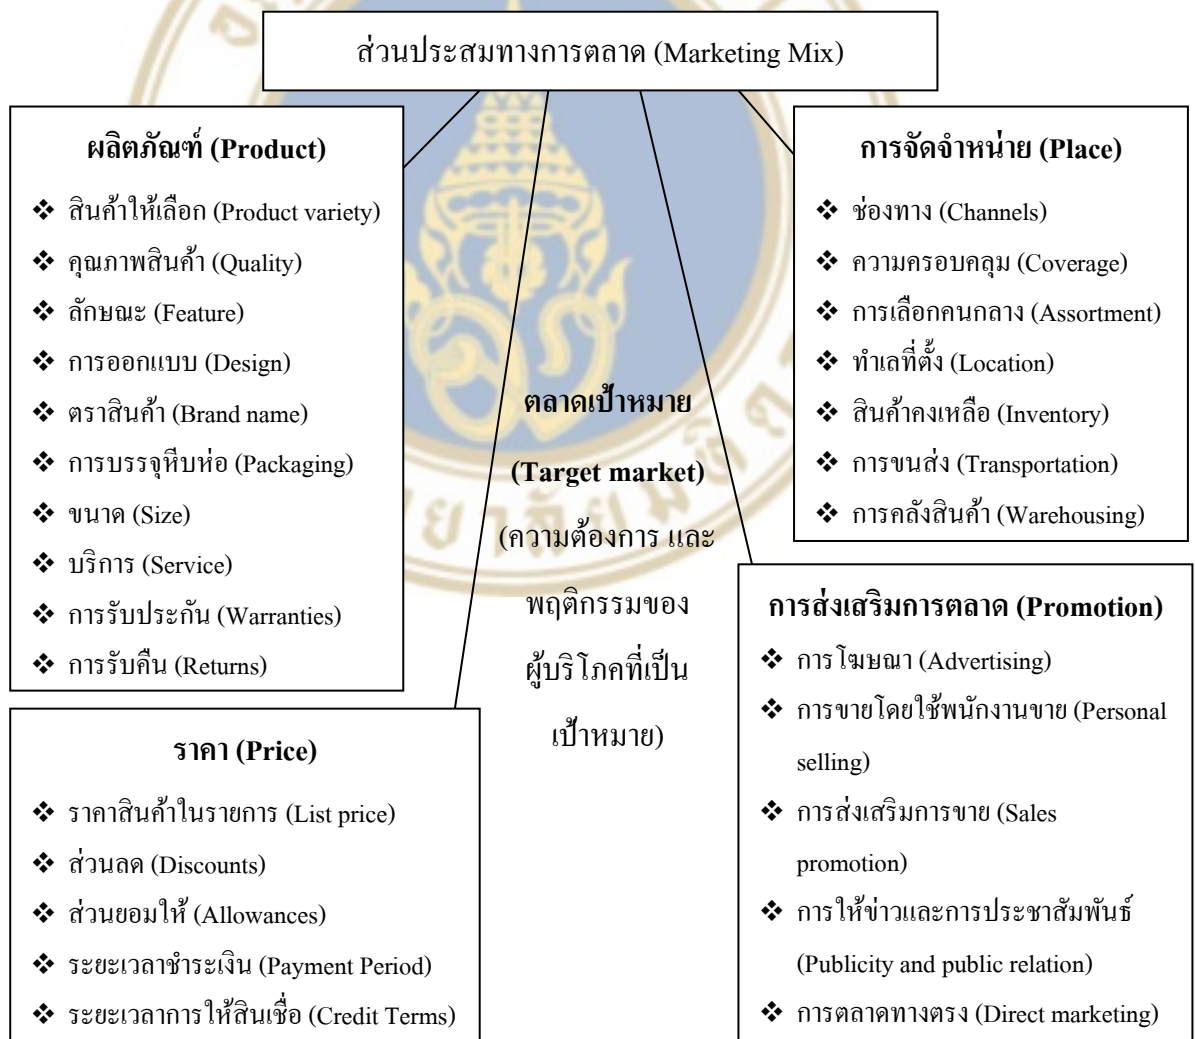 ส่วนประสมทางการตลาด (Marketing Mix)
ผลิตภัณฑ์ (Product)
❖ สินค้าให้เลือก (Product variety)
❖ คุณภาพสินค้า (Quality)
❖ ลักษณะ (Feature)
❖ การออกแบบ (Design)
❖ ตราสินค้า (Brand name)
❖ การบรรจุหีบห่อ (Packaging)
❖ ขนาด (Size)
❖ บริการ (Service)
❖ การรับประกัน (Warranties)
❖ การรับคืน (Returns)
ราคา (Price)
❖ ราคาสินค้าในรายการ (List price)
❖ ส่วนลด (Discounts)
❖ ส่วนยอมให้ (Allowances)
❖ ระยะเวลาชำระเงิน (Payment Period)
❖ ระยะเวลาการให้สินเชื่อ (Credit Terms)
ตลาดเป้าหมาย
(Target market)
(ความต้องการ และ
พฤติกรรมของ
ผู้บริโภคที่เป็น
เป้าหมาย)
การจัดจำหน่าย (Place)
❖ ช่องทาง (Channels)
❖ ความครอบคลุม (Coverage)
❖ การเลือกคนกลาง (Assortment)
❖ ทำเลที่ตั้ง (Location)
❖ สินค้าคงเหลือ (Inventory)
❖ การขนส่ง (Transportation)
❖ การคลังสินค้า (Warehousing)
การส่งเสริมการตลาด (Promotion)
❖ การโฆษณา (Advertising)
❖ การขายโดยใช้พนักงานขาย (Personal
selling)
❖ การส่งเสริมการขาย (Sales
promotion)
❖ การให้ข่าวและการประชาสัมพันธ์
(Publicity and public relation)
❖ การตลาดทางตรง (Direct marketing)